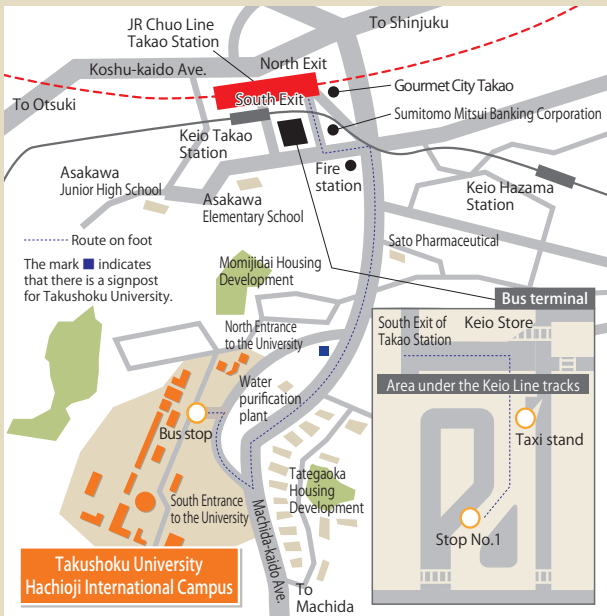 To Shinjuku
JR Chuo Line
Takao Station
North Exit
Koshu-kaido Ave.
Gourmet City Takao
South Exit
To Otsuki
Sumitomo Mitsui Banking Corporation
Keio Takao
Station
Fire
station
Asakawa
Junior High School
Keio Hazama
Station
Asakawa
Elementary School
Route on foot
Sato Pharmaceutical
The mark ■ indicates
that there is a signpost
for Takushoku University.
Momijidai Housing
Development
Bus terminal
South Exit of
Takao Station
Keio Store
North Entrance
to the University
Area under the Keio Line tracks
Water
purification
plant
Bus stop
Taxi stand
Tategaoka
Housing
Development
South Entrance
to the University
Machida-kaido Ave.
Stop No.1
Takushoku University
Hachioji International Campus
To
Machida